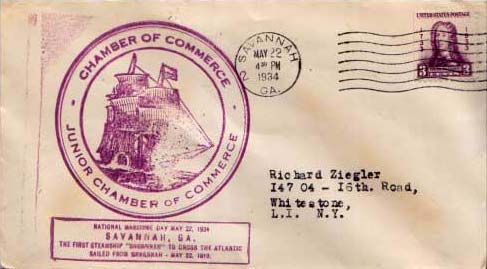 CHAMBER OF COMMERCE
JUNIOR CHAMBER OF COMMERCE
NATIONAL MARITIME DAY MAY 22, 1934
SAVANNAH, GA.
THE FIRST STEAMSHIP "SAVANNAH" TO CROSS THE ATLANTIC
SAILED FROM SAVANNAH - MAY 22, 1819.
SAVANNAH
MAY 22
4 30 PM
1934
GA.
UNITED STATES POSTAGE
3 3
Richard Ziegler
147 04 - 16th. Road,
Whitestone,
L.I. N.Y.